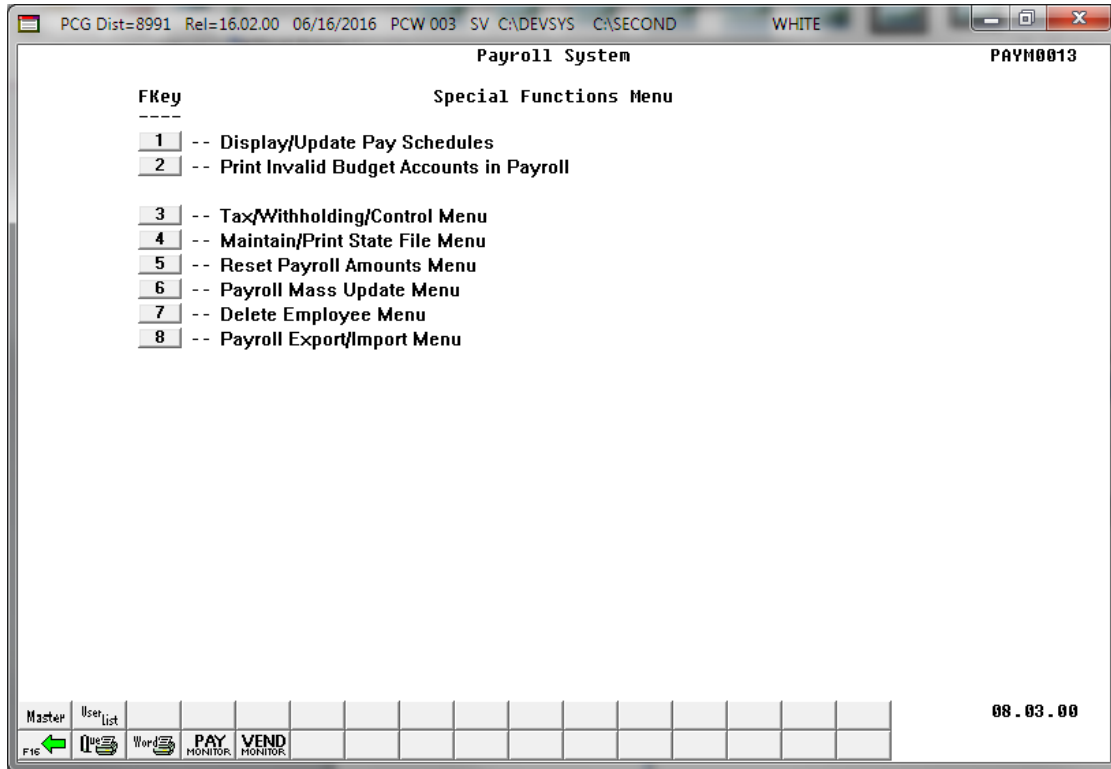 PCG Dist=8991 Rel=16.02.00 06/16/2016 PCW 003 SV C:\DEVSYS C:\SECOND WHITE
Payroll System PAYM0013
FKey Special Functions Menu
----
1 -- Display/Update Pay Schedules
2 -- Print Invalid Budget Accounts in Payroll
3 -- Tax/Withholding/Control Menu
4 -- Maintain/Print State File Menu
5 -- Reset Payroll Amounts Menu
6 -- Payroll Mass Update Menu
7 -- Delete Employee Menu
8 -- Payroll Export/Import Menu
Master User List 08.03.00
F16 Que Word PAY MONITOR VEND MONITOR